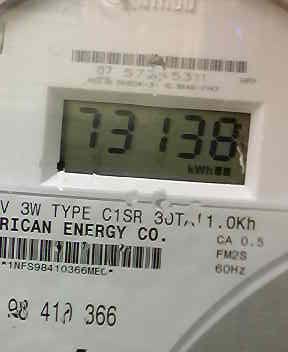 73138
kWh
V 3W TYPE C1SR 30TA 1.0Kh
RICAN ENERGY CO.
CA 0.5
FM2S
*1NFS98410366MEC*
60Hz
98 410 366